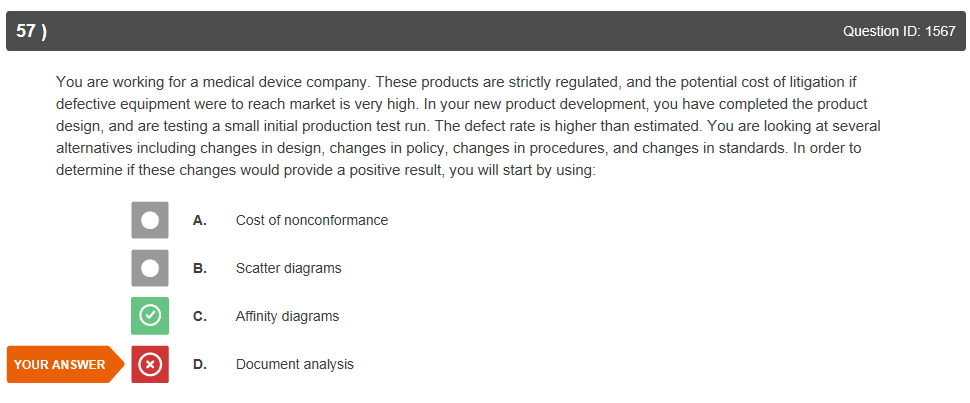 57 ) Question ID: 1567
You are working for a medical device company. These products are strictly regulated, and the potential cost of litigation if
defective equipment were to reach market is very high. In your new product development, you have completed the product
design, and are testing a small initial production test run. The defect rate is higher than estimated. You are looking at several
alternatives including changes in design, changes in policy, changes in procedures, and changes in standards. In order to
determine if these changes would provide a positive result, you will start by using:
A. Cost of nonconformance
B. Scatter diagrams
C. Affinity diagrams
YOUR ANSWER D. Document analysis